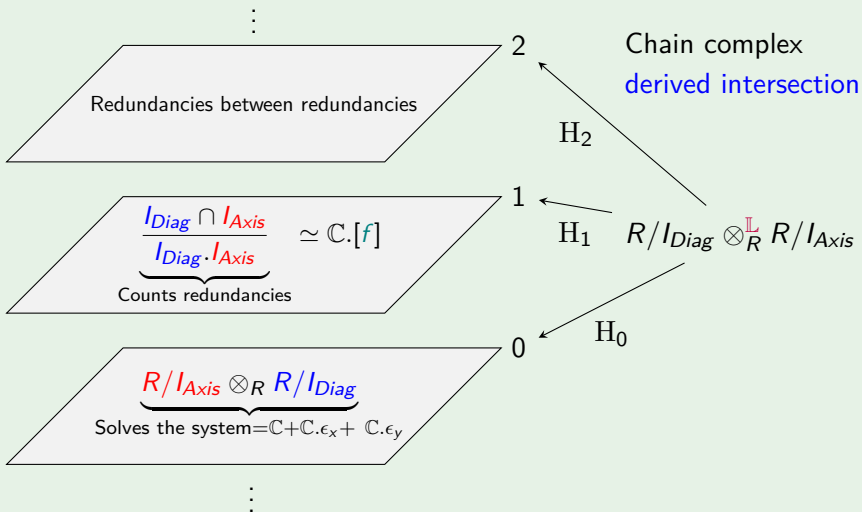 ⋮
2
Chain complex
derived intersection
Redundancies between redundancies
H₂
1
I_Diag ∩ I_Axis
I_Diag . I_Axis
≃ ℂ.[f]
Counts redundancies
H₁
R/I_Diag ⊗_R^𝕃 R/I_Axis
0
H₀
R/I_Axis ⊗_R R/I_Diag
Solves the system=ℂ+ℂ.ϵ_x+ ℂ.ϵ_y
⋮